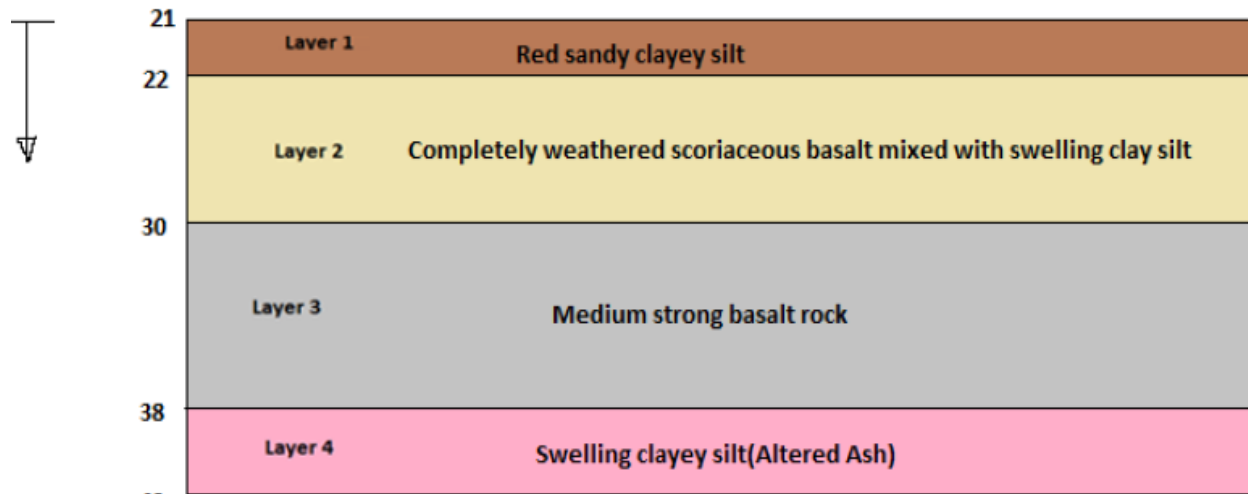 21
Laver 1
Red sandy clayey silt
22
Layer 2
Completely weathered scoriaceous basalt mixed with swelling clay silt
30
Layer 3
Medium strong basalt rock
38
Layer 4
Swelling clayey silt(Altered Ash)